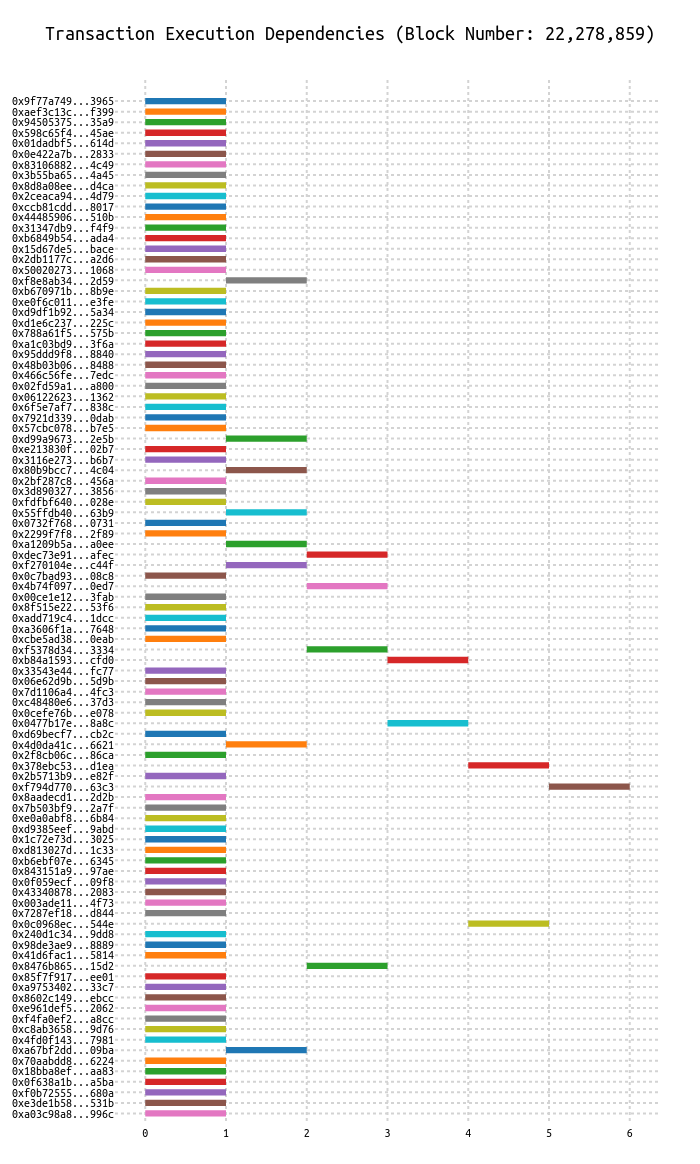 Transaction Execution Dependencies (Block Number: 22,278,859)
0x9f77a749...3965
0xaef3c13c...f399
0x94505375...35a9
0x598c65f4...45ae
0x01dadbf5...614d
0x0e422a7b...2833
0x83106882...4c49
0x3b55ba65...4a45
0x8d8a08ee...d4ca
0x2ceaca94...4d79
0xccb81cdd...8017
0x44485906...510b
0x31347db9...f4f9
0xb6849b54...ada4
0x15d67de5...bace
0x2db1177c...a2d6
0x50020273...1068
0xf8e8ab34...2d59
0xb670971b...8b9e
0xe0f6c011...e3fe
0xd9df1b92...5a34
0xd1e6c237...225c
0x788a61f5...575b
0xa1c03bd9...3f6a
0x95ddd9f8...8840
0x48b03b06...8488
0x466c56fe...7edc
0x02fd59a1...a800
0x06122623...1362
0x6f5e7af7...838c
0x7921d339...0dab
0x57cbc078...b7e5
0xd99a9673...2e5b
0xe213830f...02b7
0x3116e273...b6b7
0x80b9bcc7...4c04
0x2bf287c8...456a
0x3d890327...3856
0xfdfbf640...028e
0x55ffdb40...63b9
0x0732f768...0731
0x2299f7f8...2f89
0xa1209b5a...a0ee
0xdec73e91...afec
0xf270104e...c44f
0x0c7bad93...08c8
0x4b74f097...0ed7
0x00ce1e12...3fab
0x8f515e22...53f6
0xadd719c4...1dcc
0xa3606f1a...7648
0xcbe5ad38...0eab
0xf5378d34...3334
0xb84a1593...cfd0
0x33543e44...fc77
0x06e62d9b...5d9b
0x7d1106a4...4fc3
0xc48480e6...37d3
0x0cefe76b...e078
0x0477b17e...8a8c
0xd69becf7...cb2c
0x4d0da41c...6621
0x2f8cb06c...86ca
0x378ebc53...d1ea
0x2b5713b9...e82f
0xf794d770...63c3
0x8aadecd1...2d2b
0x7b503bf9...2a7f
0xe0a0abf8...6b84
0xd9385eef...9abd
0x1c72e73d...3025
0xd813027d...1c33
0xb6ebf07e...6345
0x843151a9...97ae
0x0f059ecf...09f8
0x43340878...2083
0x003ade11...4f73
0x7287ef18...d844
0x0c0968ec...544e
0x240d1c34...9dd8
0x98de3ae9...8889
0x41d6fac1...5814
0x8476b865...15d2
0x85f7f917...ee01
0xa9753402...33c7
0x8602c149...ebcc
0xe961def5...2062
0xf4fa0ef2...a8cc
0xc8ab3658...9d76
0x4fd0f143...7981
0xa67bf2dd...09ba
0x70aabdd8...6224
0x18bba8ef...aa83
0x0f638a1b...a5ba
0xf0b72555...680a
0xe3de1b58...531b
0xa03c98a8...996c
0 1 2 3 4 5 6